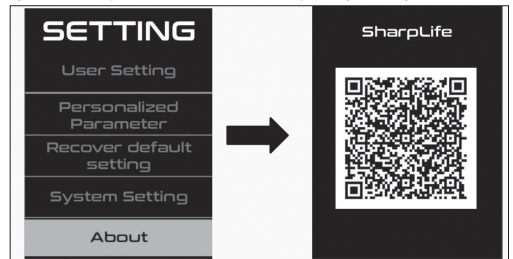 SETTING
User Setting
Personalized
Parameter
Recover default
setting
System Setting
About
SharpLife